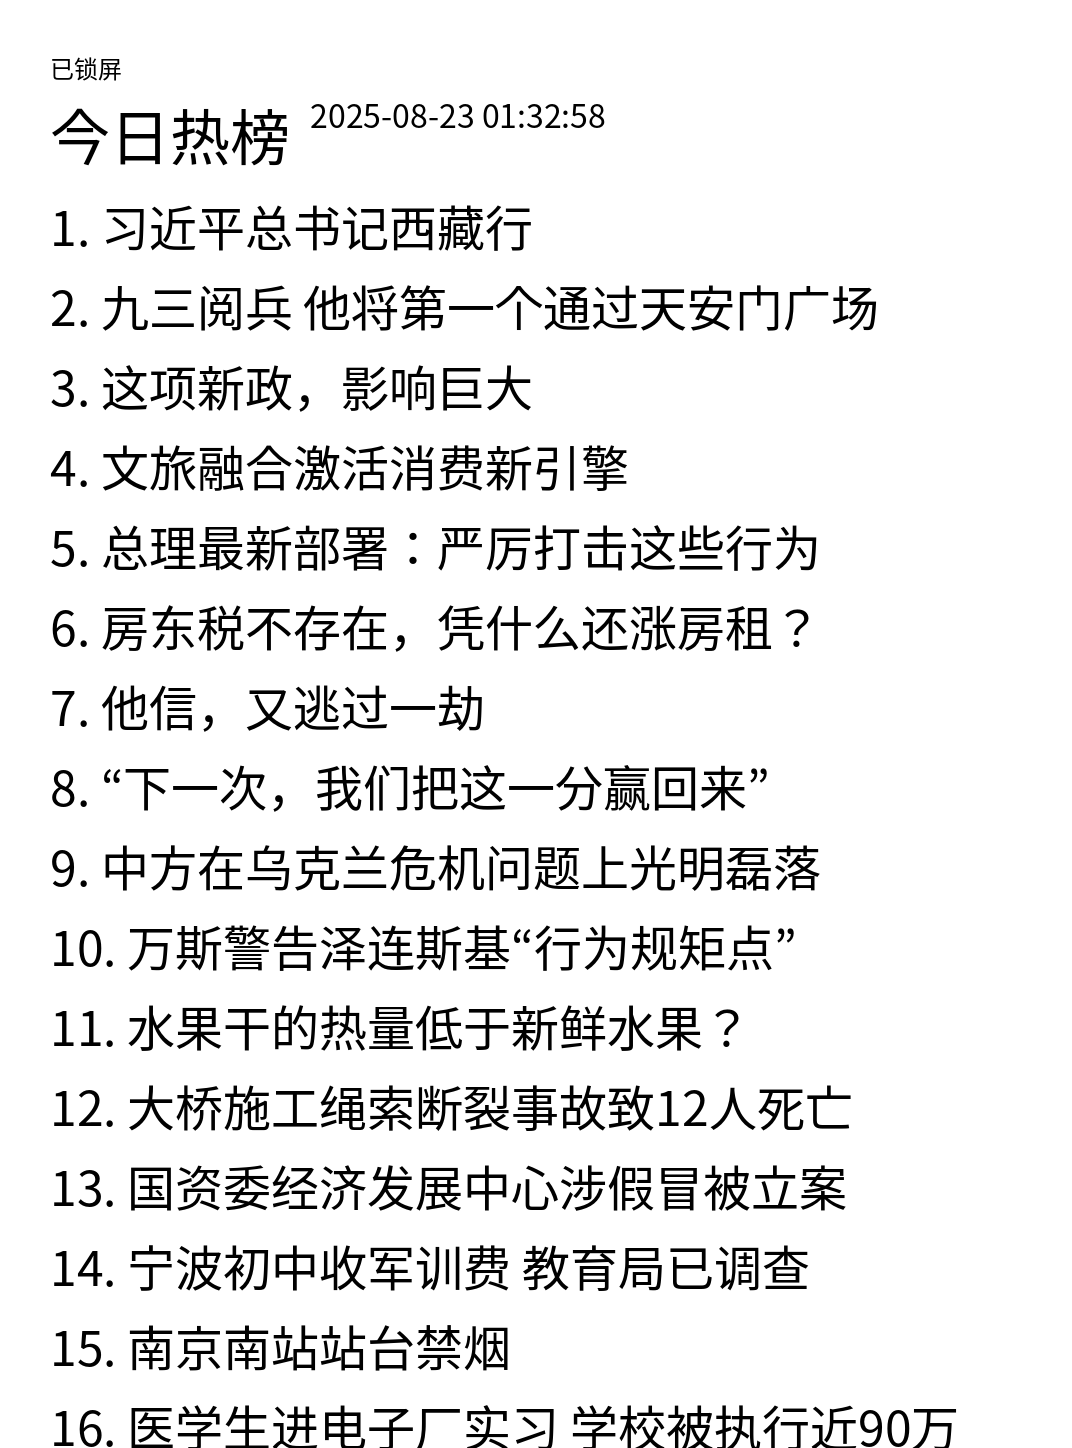 已锁屏
今日热榜 2025-08-23 01:32:58
1. 习近平总书记西藏行
2. 九三阅兵 他将第一个通过天安门广场
3. 这项新政，影响巨大
4. 文旅融合激活消费新引擎
5. 总理最新部署：严厉打击这些行为
6. 房东税不存在，凭什么还涨房租？
7. 他信，又逃过一劫
8. “下一次，我们把这一分赢回来”
9. 中方在乌克兰危机问题上光明磊落
10. 万斯警告泽连斯基“行为规矩点”
11. 水果干的热量低于新鲜水果？
12. 大桥施工绳索断裂事故致12人死亡
13. 国资委经济发展中心涉假冒被立案
14. 宁波初中收军训费 教育局已调查
15. 南京南站站台禁烟
16. 医学生进电子厂实习 学校被执行近90万